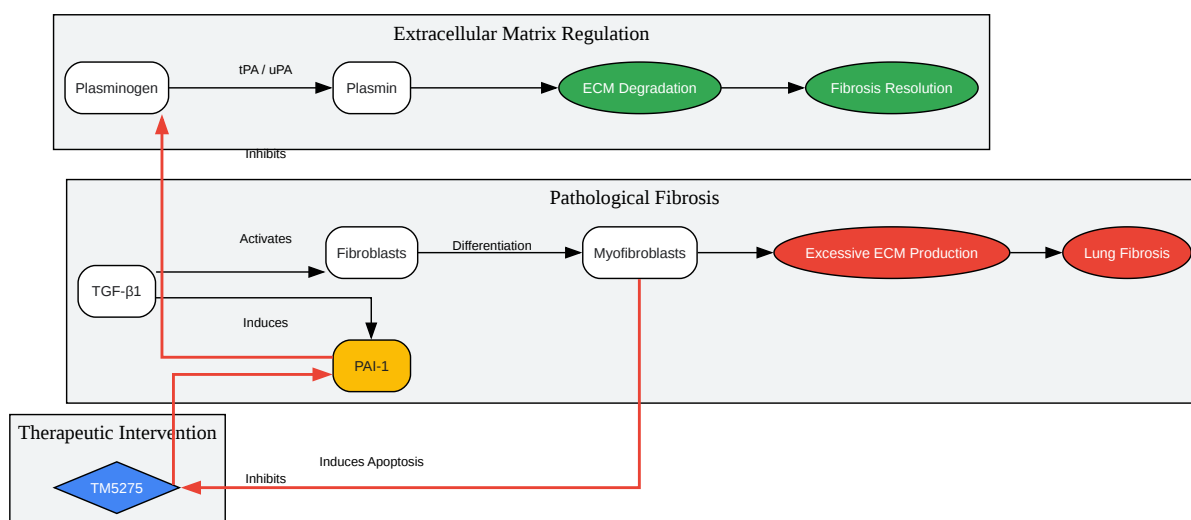 Extracellular Matrix Regulation
tPA / uPA
Plasminogen
Plasmin
ECM Degradation
Fibrosis Resolution
Inhibits
Pathological Fibrosis
Activates
Fibroblasts
Differentiation
Myofibroblasts
Excessive ECM Production
Lung Fibrosis
TGF-β1
Induces
PAI-1
Therapeutic Intervention
Induces Apoptosis
Inhibits
TM5275